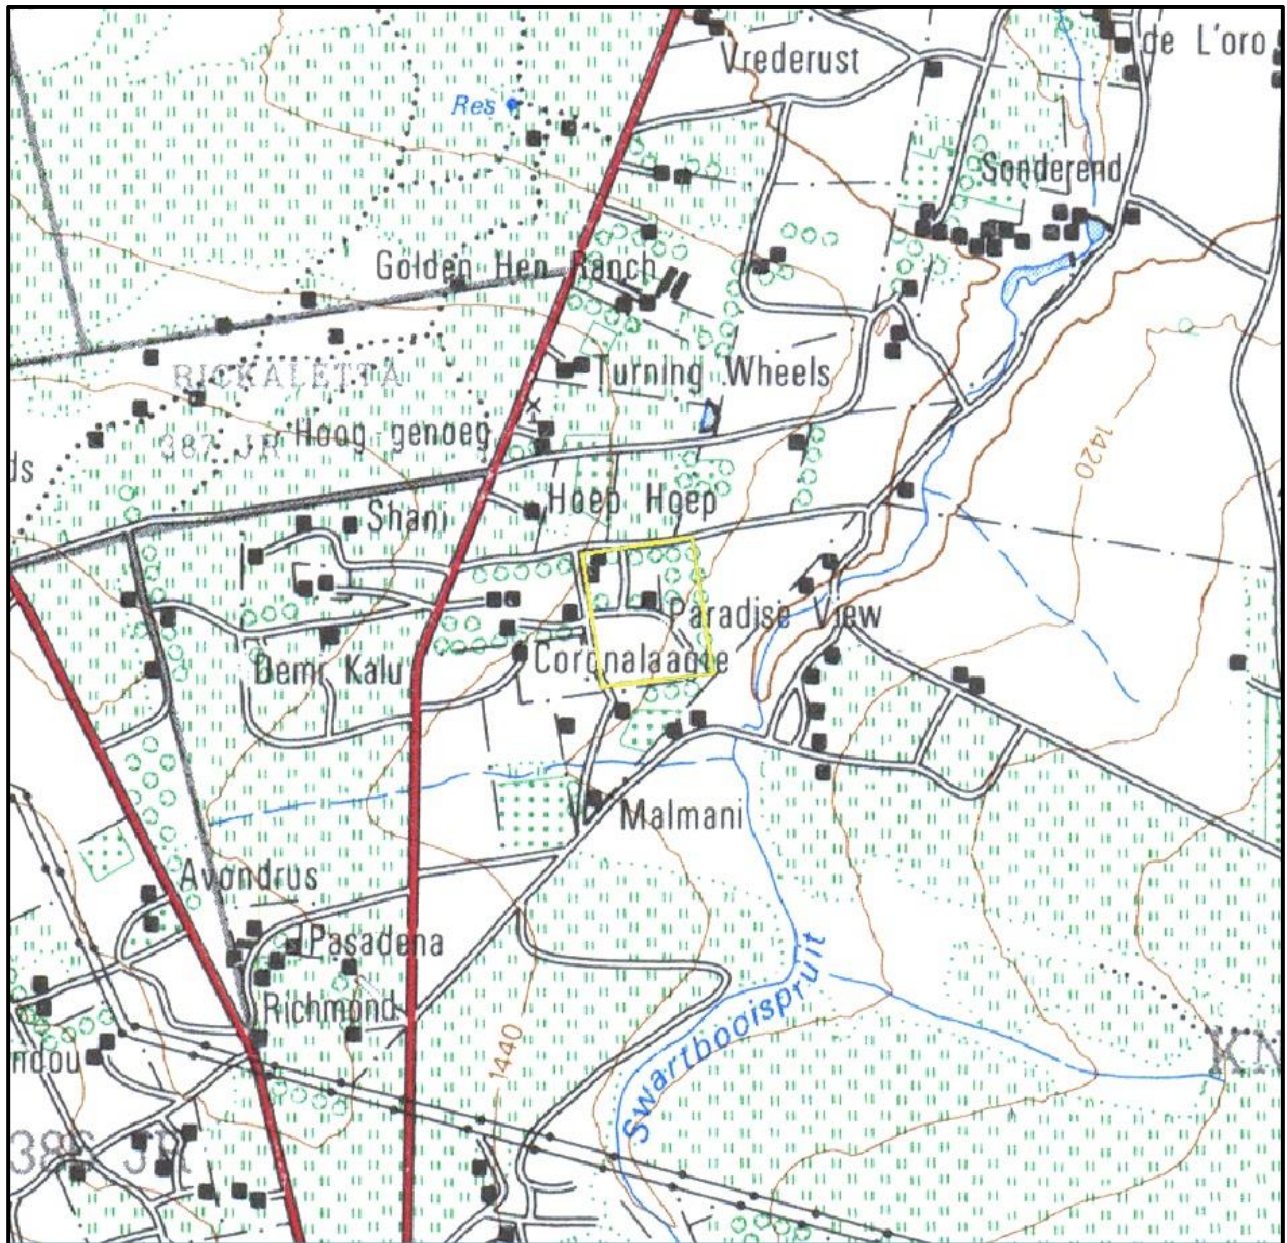 de L'oro
Vrederust
Res
Sonderend
Golden Hen Ranch
RICKALETTA
Turning Wheels
387 JR
Hoog-genoeg
ds
1420
Hoep Hoep
Shani
Paradise View
Demi Kalu
Coronalaagte
Malmani
Avondrus
Pasadena
Richmond
Swartbooispruit
1440
ndou
KN
386 JR